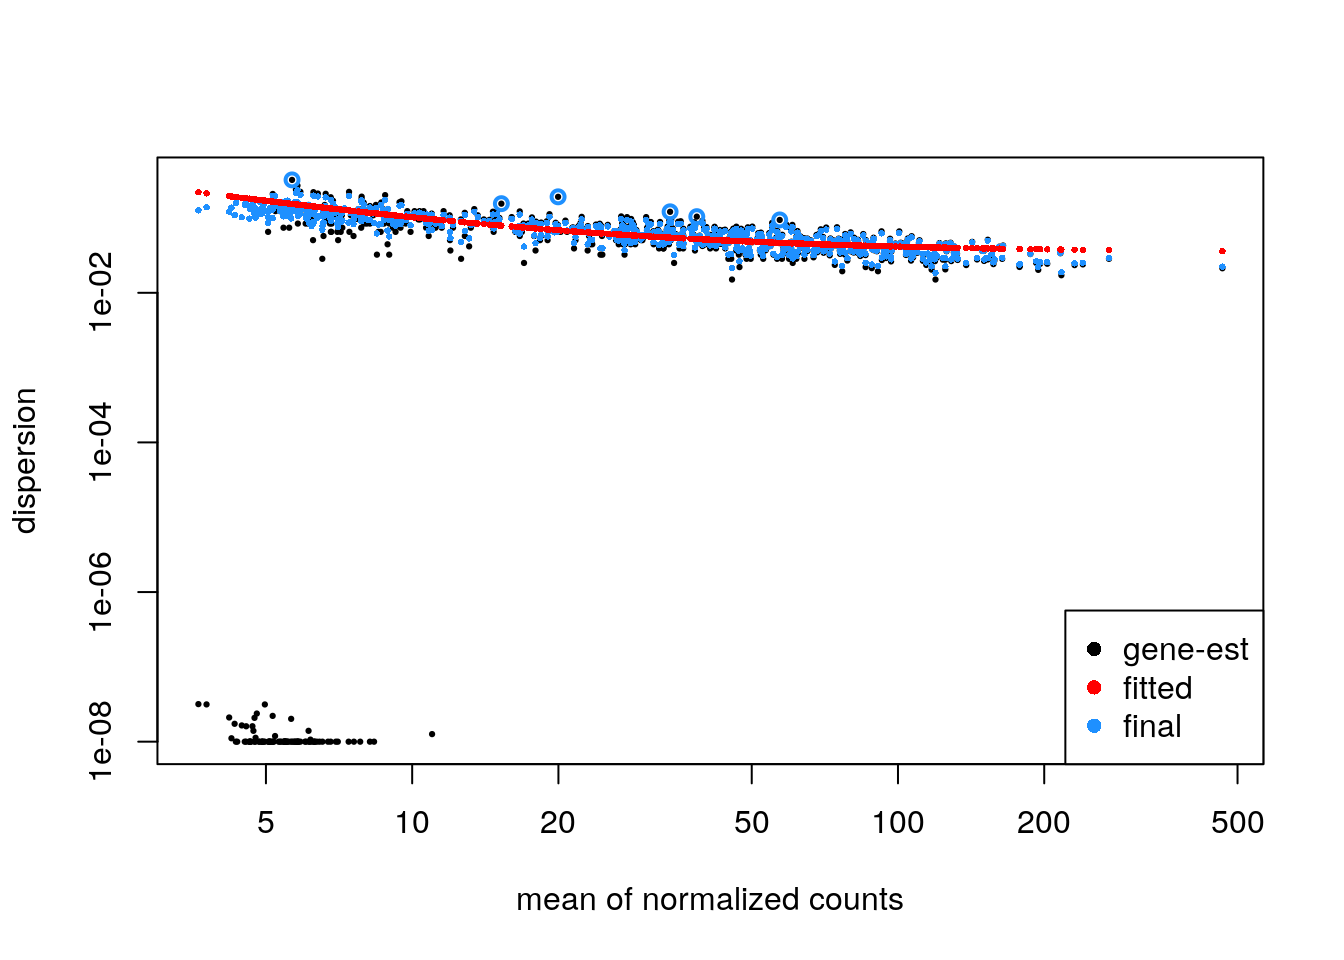 dispersion
1e-02
1e-04
1e-06
1e-08
gene-est
fitted
final
5 10 20 50 100 200 500
mean of normalized counts